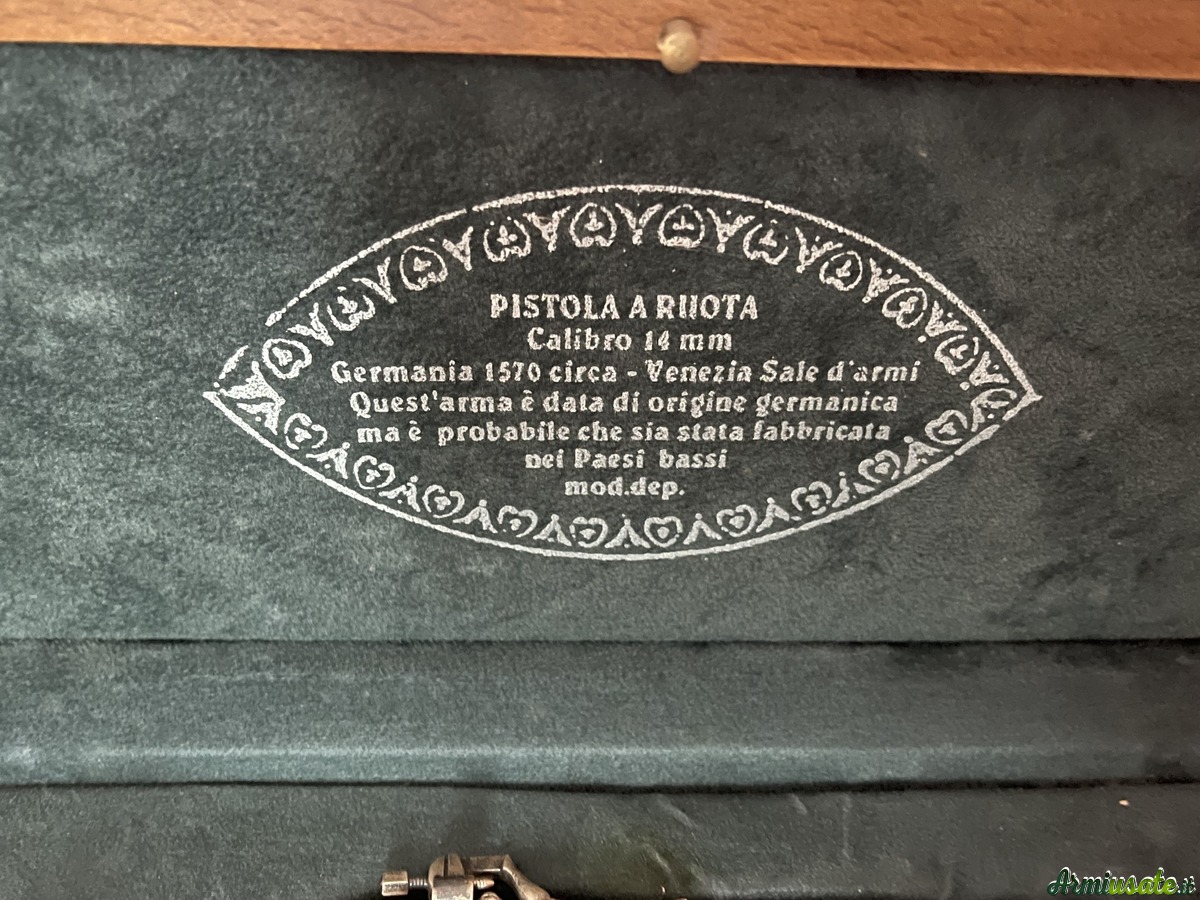 PISTOLA A RUOTA
Calibro 14 mm
Germania 1570 circa - Venezia Sale d'armi
Quest'arma è data di origine germanica
ma è probabile che sia stata fabbricata
nei Paesi bassi
mod.dep.
Armiusate.it